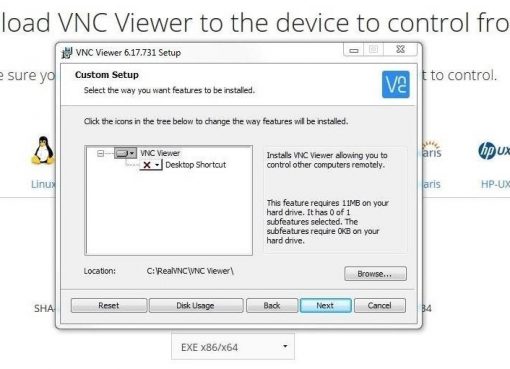 load VNC Viewer to the device to control fro
VNC Viewer 6.17.731 Setup
e sure yo
Custom Setup
Select the way you want features to be installed.
V2
t to control.
Click the icons in the tree below to change the way features will be installed.
VNC Viewer
Desktop Shortcut
Installs VNC Viewer allowing you to
control other computers remotely.
This feature requires 11MB on your
hard drive. It has 0 of 1
subfeatures selected. The
subfeatures require 0KB on your
hard drive.
aris
hp UX
Linux
aris
HP-UX
Location:
C:\RealVNC\VNC Viewer\
Browse...
SHA-
Reset
Disk Usage
Back
Next
Cancel
34
EXE x86/x64